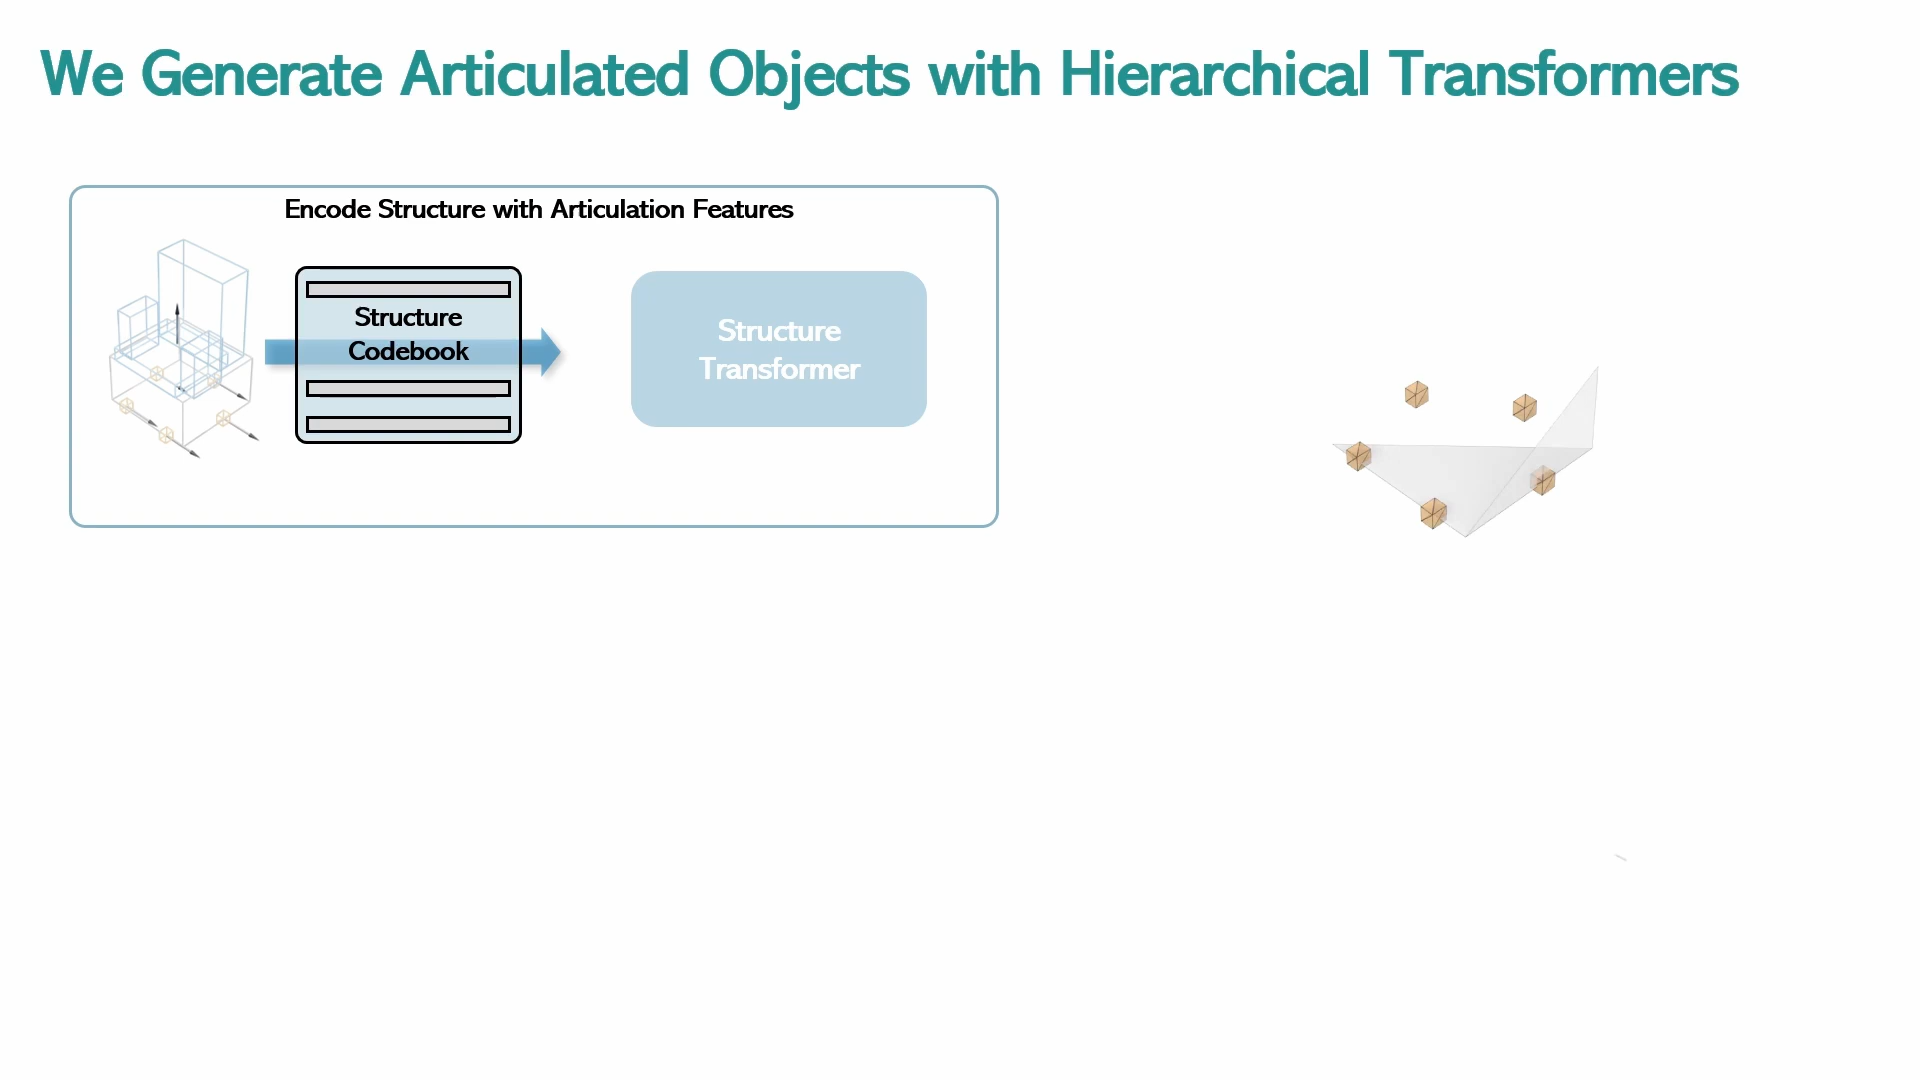 We Generate Articulated Objects with Hierarchical Transformers
Encode Structure with Articulation Features
Structure
Codebook
Structure
Transformer